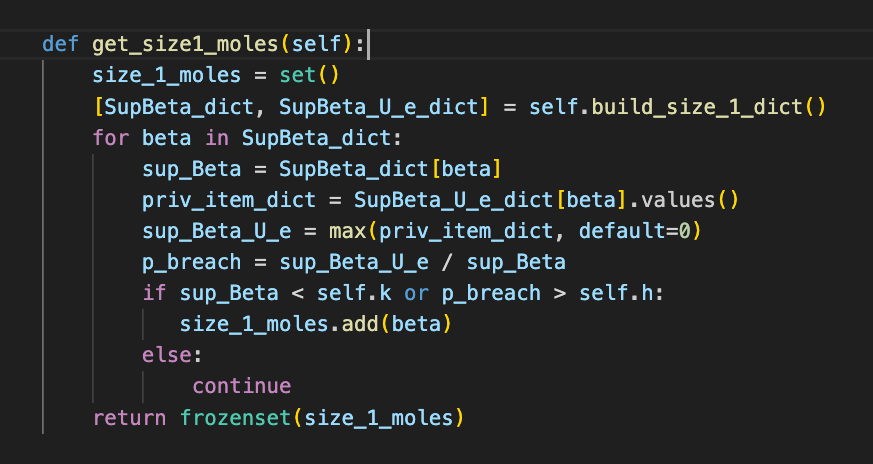 def get_size1_moles(self):
    size_1_moles = set()
    [SupBeta_dict, SupBeta_U_e_dict] = self.build_size_1_dict()
    for beta in SupBeta_dict:
        sup_Beta = SupBeta_dict[beta]
        priv_item_dict = SupBeta_U_e_dict[beta].values()
        sup_Beta_U_e = max(priv_item_dict, default=0)
        p_breach = sup_Beta_U_e / sup_Beta
        if sup_Beta < self.k or p_breach > self.h:
           size_1_moles.add(beta)
        else:
            continue
    return frozenset(size_1_moles)